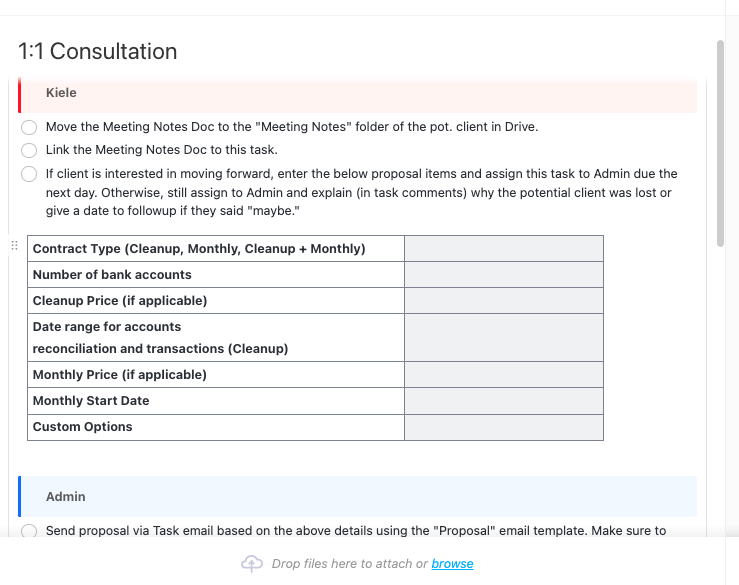 1:1 Consultation
Kiele
Move the Meeting Notes Doc to the "Meeting Notes" folder of the pot. client in Drive.
Link the Meeting Notes Doc to this task.
If client is interested in moving forward, enter the below proposal items and assign this task to Admin due the
next day. Otherwise, still assign to Admin and explain (in task comments) why the potential client was lost or
give a date to followup if they said "maybe."
Contract Type (Cleanup, Monthly, Cleanup + Monthly)
Number of bank accounts
Cleanup Price (if applicable)
Date range for accounts
reconciliation and transactions (Cleanup)
Monthly Price (if applicable)
Monthly Start Date
Custom Options
Admin
Send proposal via Task email based on the above details using the "Proposal" email template. Make sure to
Drop files here to attach or browse